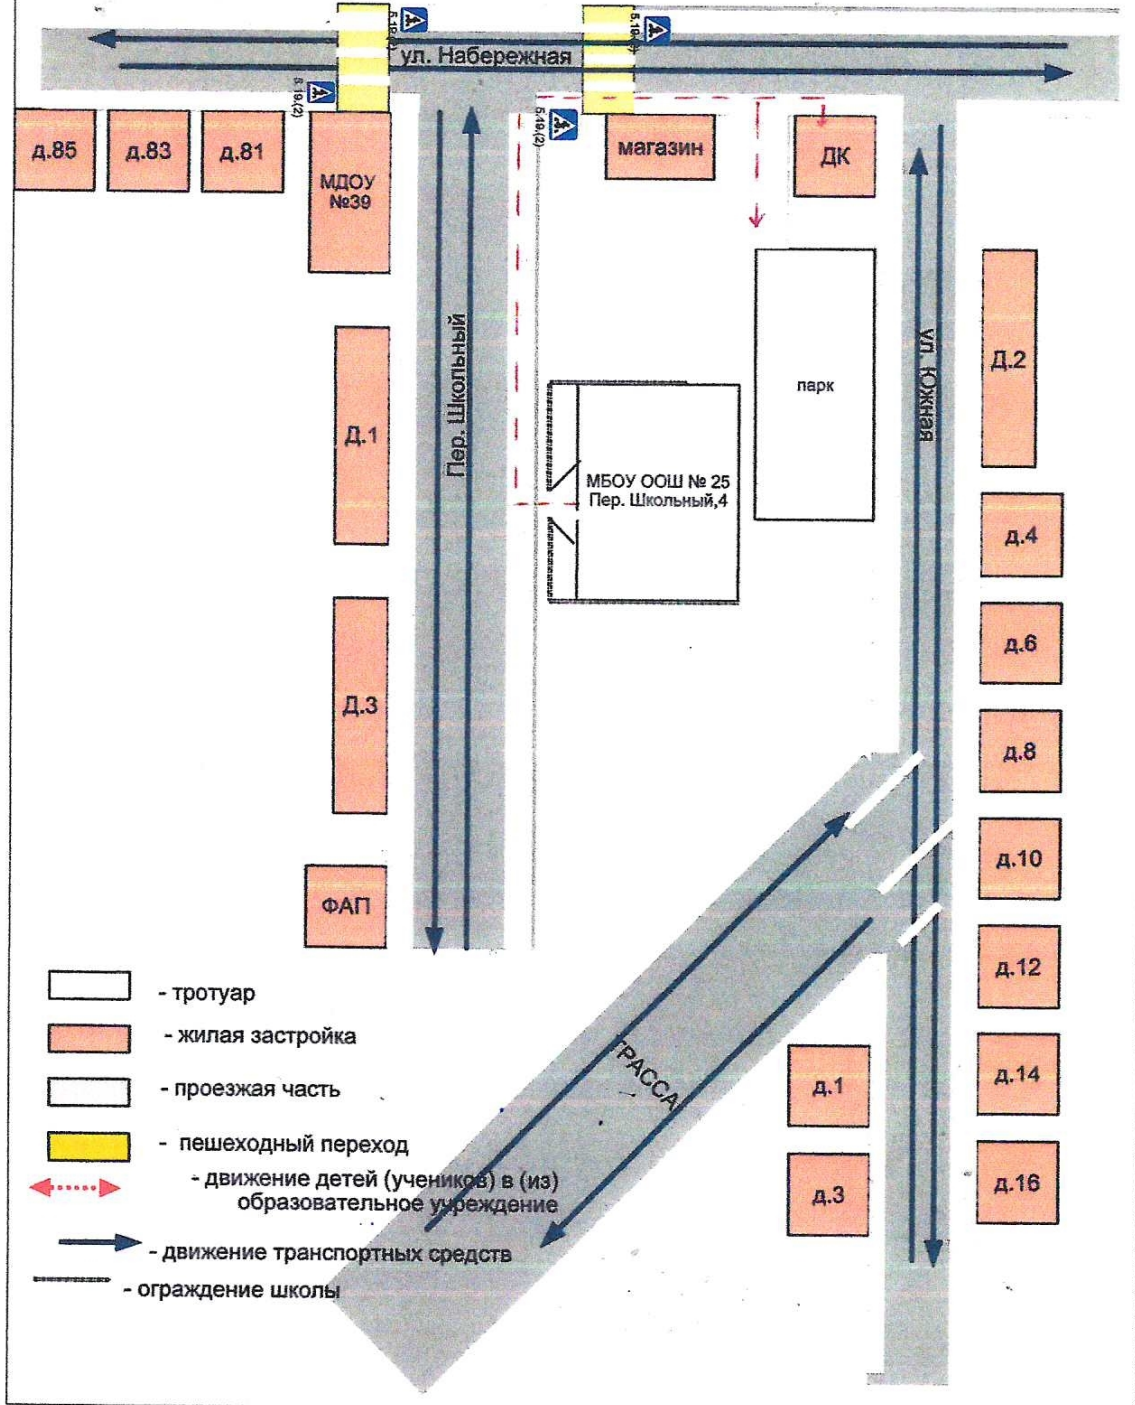 5.19.(2)
5.19.(2)
ул. Набережная
5.19.(2)
5.19.(2)
д.85
д.83
д.81
МДОУ
№39
магазин
ДК
Пер. Школьный
ул. Южная
Д.2
парк
Д.1
МБОУ ООШ № 25
Пер. Школьный,4
д.4
д.6
Д.3
д.8
д.10
ФАП
д.12
- тротуар
- жилая застройка
ТРАССА
д.1
д.14
- проезжая часть
- пешеходный переход
- движение детей (учеников) в (из)
образовательное учреждение
д.3
д.16
- движение транспортных средств
- ограждение школы